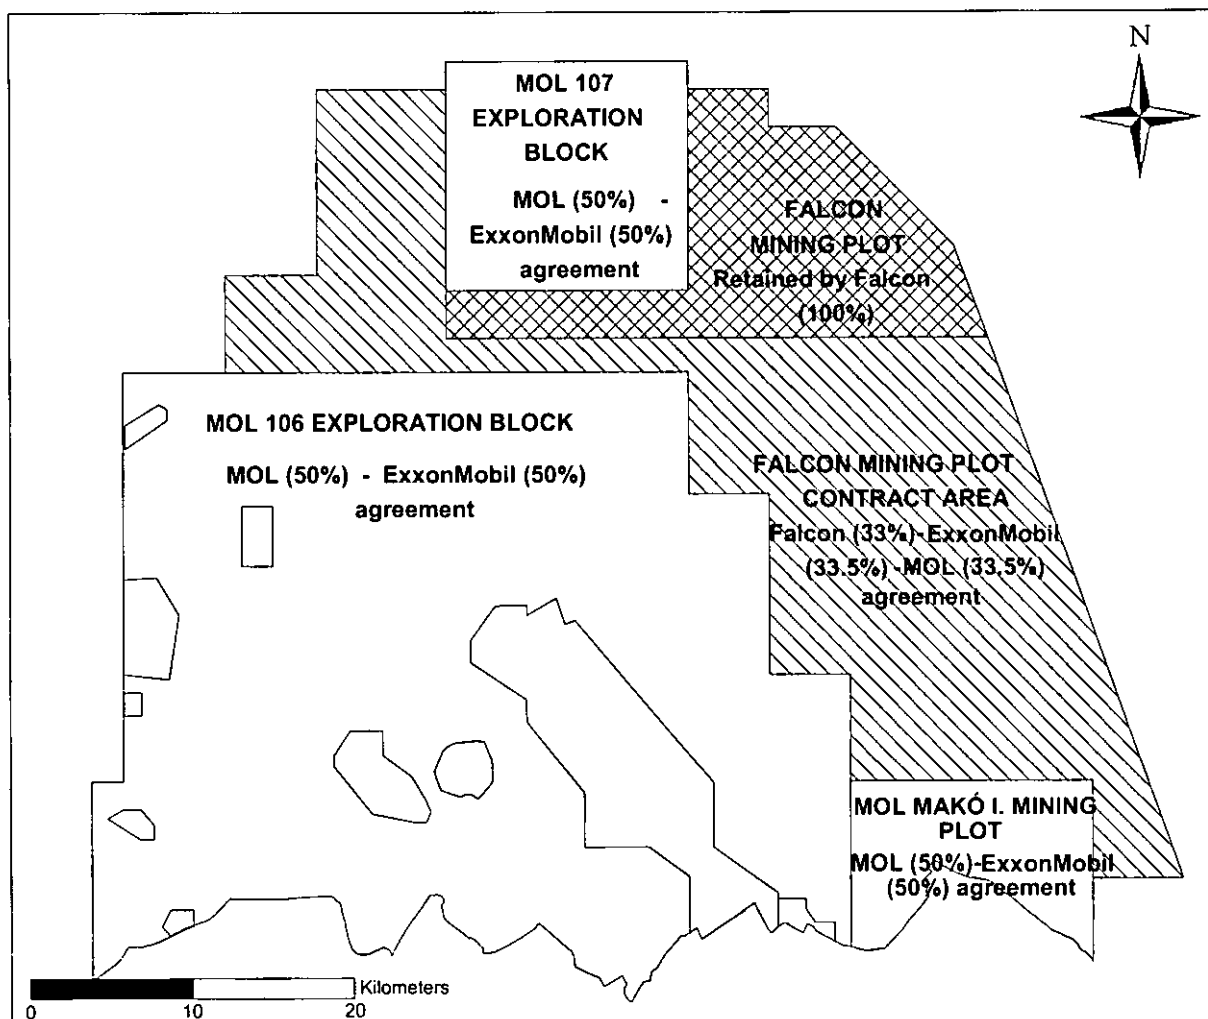 N
MOL 107
EXPLORATION
BLOCK
MOL (50%) -
ExxonMobil (50%)
agreement
FALCON
MINING PLOT
Retained by Falcon
(100%)
MOL 106 EXPLORATION BLOCK
MOL (50%) - ExxonMobil (50%)
agreement
FALCON MINING PLOT
CONTRACT AREA
Falcon (33%)-ExxonMobil
(33.5%) -MOL (33.5%)
agreement
MOL MAKÓ I. MINING
PLOT
MOL (50%)-ExxonMobil
(50%) agreement
Kilometers
0 10 20